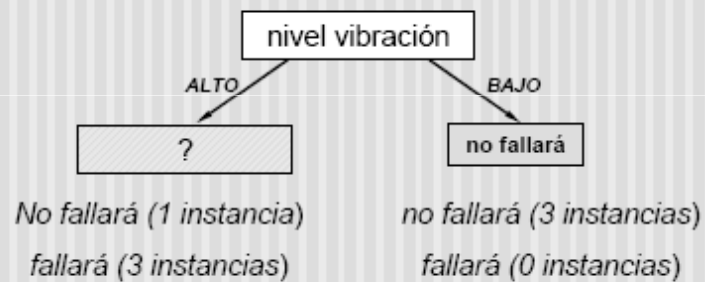 nivel vibración
ALTO BAJO
? no fallará
No fallará (1 instancia) no fallará (3 instancias)
fallará (3 instancias) fallará (0 instancias)